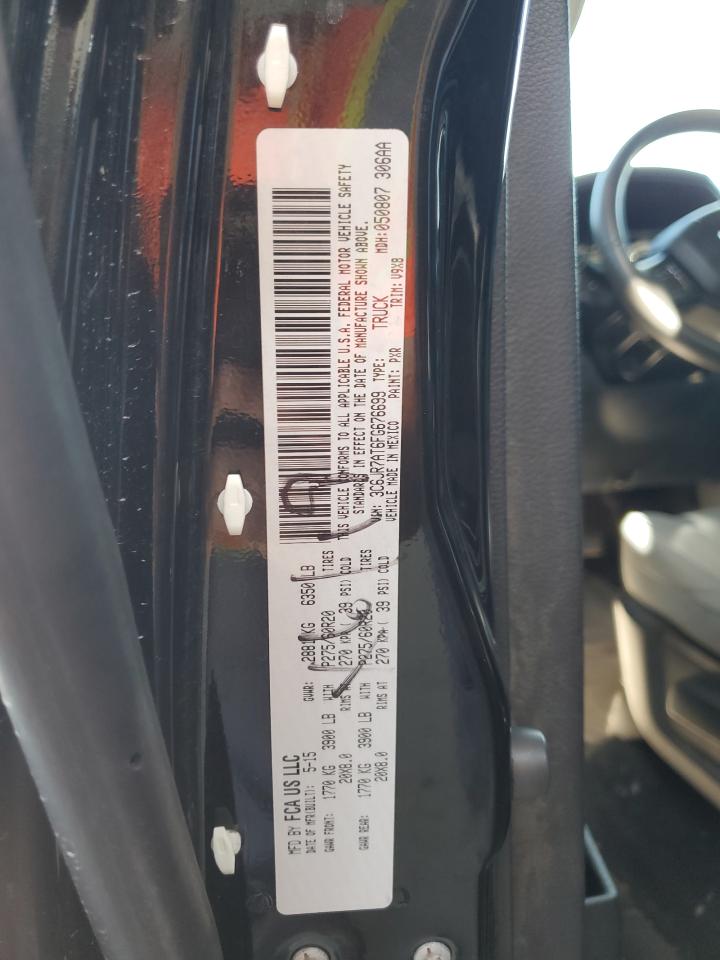 MFD BY FCA US LLC
DATE OF MFR(BUILT): 5-15 GVWR: 2881 KG 6350 LB
GAWR FRONT: 1770 KG 3900 LB WITH P275/60R20 TIRES
20X8.0 RIMS AT 270 KPA ( 39 PSI) COLD
GAWR REAR: 1770 KG 3900 LB WITH P275/60R20 TIRES
20X8.0 RIMS AT 270 KPA ( 39 PSI) COLD
THIS VEHICLE CONFORMS TO ALL APPLICABLE U.S.A. FEDERAL MOTOR VEHICLE SAFETY
STANDARDS IN EFFECT ON THE DATE OF MANUFACTURE SHOWN ABOVE.
VIN: 3C6JR7AT6FG676699 TYPE: TRUCK MDH:050807 306AA
VEHICLE MADE IN MEXICO PAINT: PXR TRIM: V9X8